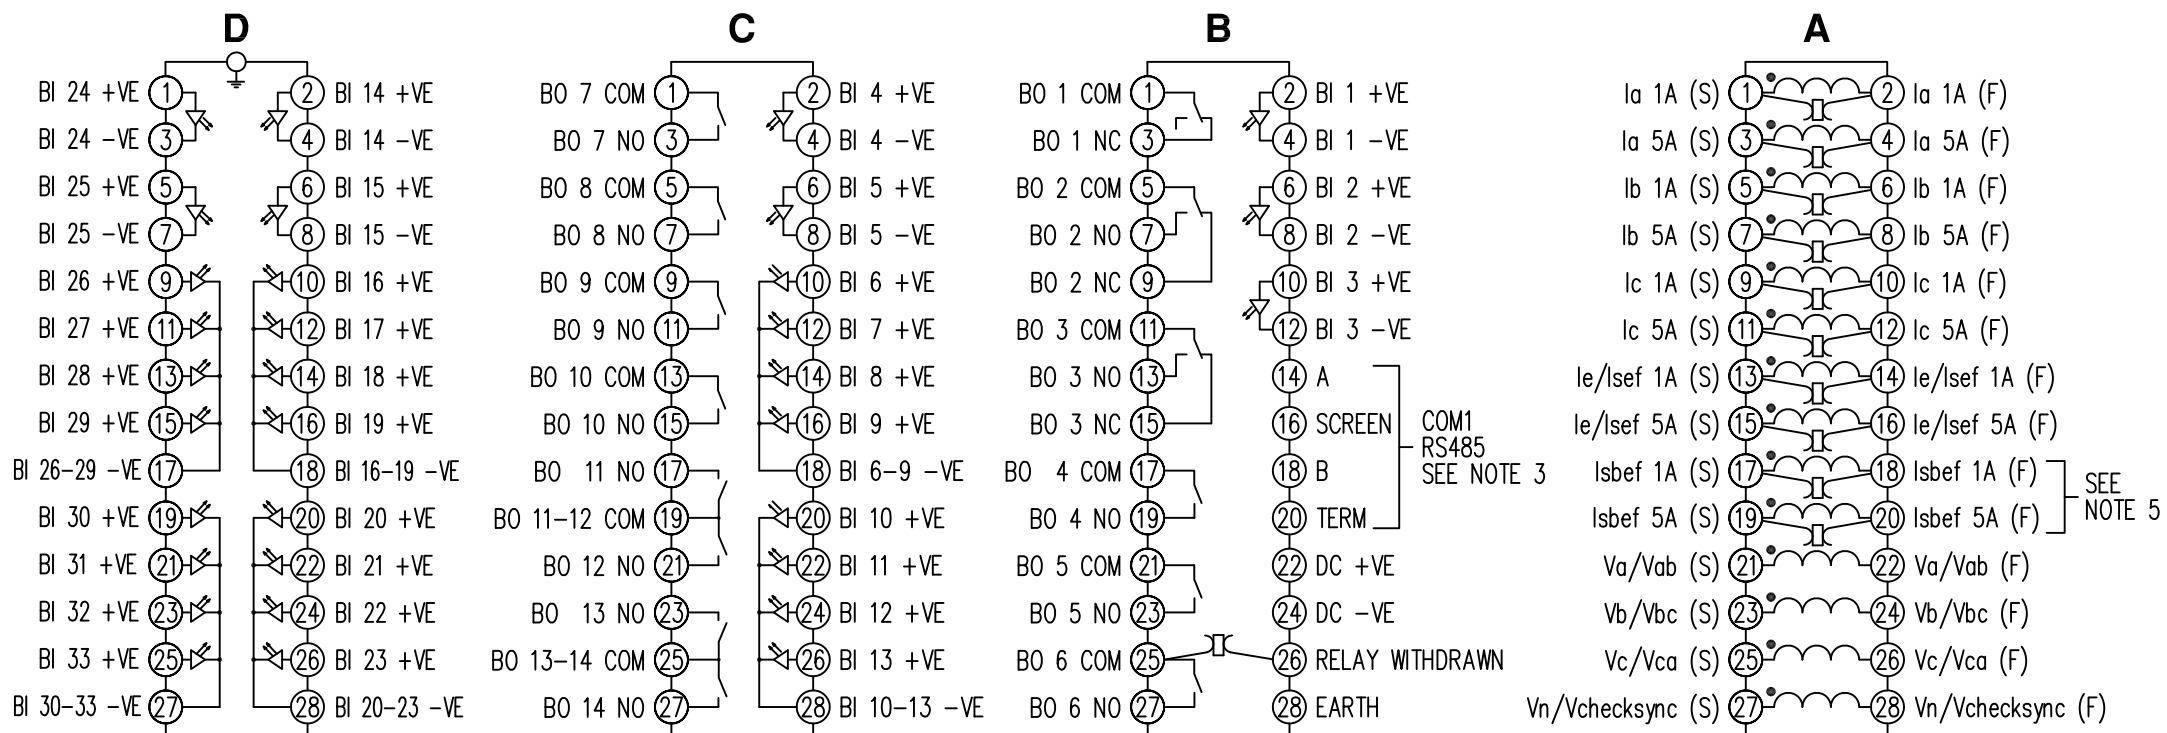 D C B A
BI 24 +VE 1 2 BI 14 +VE BO 7 COM 1 2 BI 4 +VE BO 1 COM 1 2 BI 1 +VE Ia 1A (S) 1 2 Ia 1A (F)
BI 24 −VE 3 4 BI 14 −VE BO 7 NO 3 4 BI 4 −VE BO 1 NC 3 4 BI 1 −VE Ia 5A (S) 3 4 Ia 5A (F)
BI 25 +VE 5 6 BI 15 +VE BO 8 COM 5 6 BI 5 +VE BO 2 COM 5 6 BI 2 +VE Ib 1A (S) 5 6 Ib 1A (F)
BI 25 −VE 7 8 BI 15 −VE BO 8 NO 7 8 BI 5 −VE BO 2 NO 7 8 BI 2 −VE Ib 5A (S) 7 8 Ib 5A (F)
BI 26 +VE 9 10 BI 16 +VE BO 9 COM 9 10 BI 6 +VE BO 2 NC 9 10 BI 3 +VE Ic 1A (S) 9 10 Ic 1A (F)
BI 27 +VE 11 12 BI 17 +VE BO 9 NO 11 12 BI 7 +VE BO 3 COM 11 12 BI 3 −VE Ic 5A (S) 11 12 Ic 5A (F)
BI 28 +VE 13 14 BI 18 +VE BO 10 COM 13 14 BI 8 +VE BO 3 NO 13 14 A Ie/Isef 1A (S) 13 14 Ie/Isef 1A (F)
BI 29 +VE 15 16 BI 19 +VE BO 10 NO 15 16 BI 9 +VE BO 3 NC 15 16 SCREEN COM1 Ie/Isef 5A (S) 15 16 Ie/Isef 5A (F)
RS485
BI 26−29 −VE 17 18 BI 16−19 −VE BO 11 NO 17 18 BI 6−9 −VE BO 4 COM 17 18 B SEE NOTE 3 Isbef 1A (S) 17 18 Isbef 1A (F) SEE
BI 30 +VE 19 20 BI 20 +VE BO 11−12 COM 19 20 BI 10 +VE BO 4 NO 19 20 TERM Isbef 5A (S) 19 20 Isbef 5A (F) NOTE 5
BI 31 +VE 21 22 BI 21 +VE BO 12 NO 21 22 BI 11 +VE BO 5 COM 21 22 DC +VE Va/Vab (S) 21 22 Va/Vab (F)
BI 32 +VE 23 24 BI 22 +VE BO 13 NO 23 24 BI 12 +VE BO 5 NO 23 24 DC −VE Vb/Vbc (S) 23 24 Vb/Vbc (F)
BI 33 +VE 25 26 BI 23 +VE BO 13−14 COM 25 26 BI 13 +VE BO 6 COM 25 26 RELAY WITHDRAWN Vc/Vca (S) 25 26 Vc/Vca (F)
BI 30−33 −VE 27 28 BI 20−23 −VE BO 14 NO 27 28 BI 10−13 −VE BO 6 NO 27 28 EARTH Vn/Vchecksync (S) 27 28 Vn/Vchecksync (F)